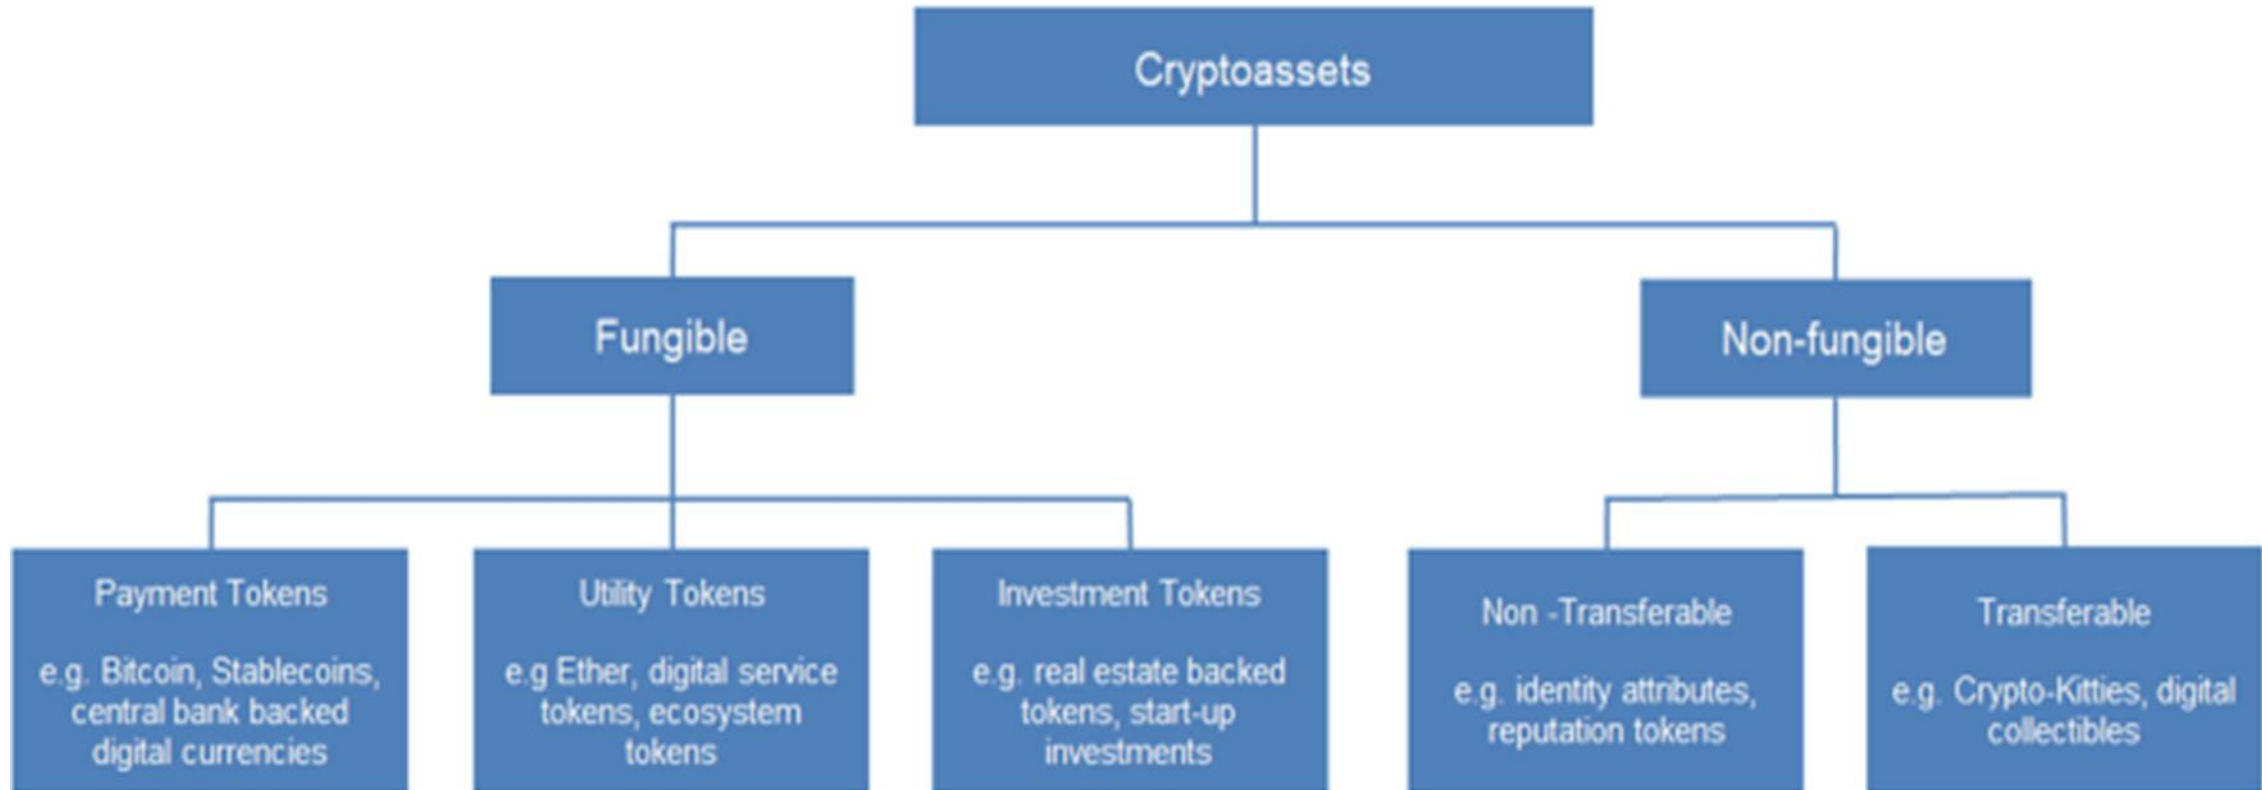 Cryptoassets
Fungible
Non-fungible
Payment Tokens
e.g. Bitcoin, Stablecoins,
central bank backed
digital currencies
Utility Tokens
e.g Ether, digital service
tokens, ecosystem
tokens
Investment Tokens
e.g. real estate backed
tokens, start-up
investments
Non -Transferable
e.g. identity attributes,
reputation tokens
Transferable
e.g. Crypto-Kitties, digital
collectibles